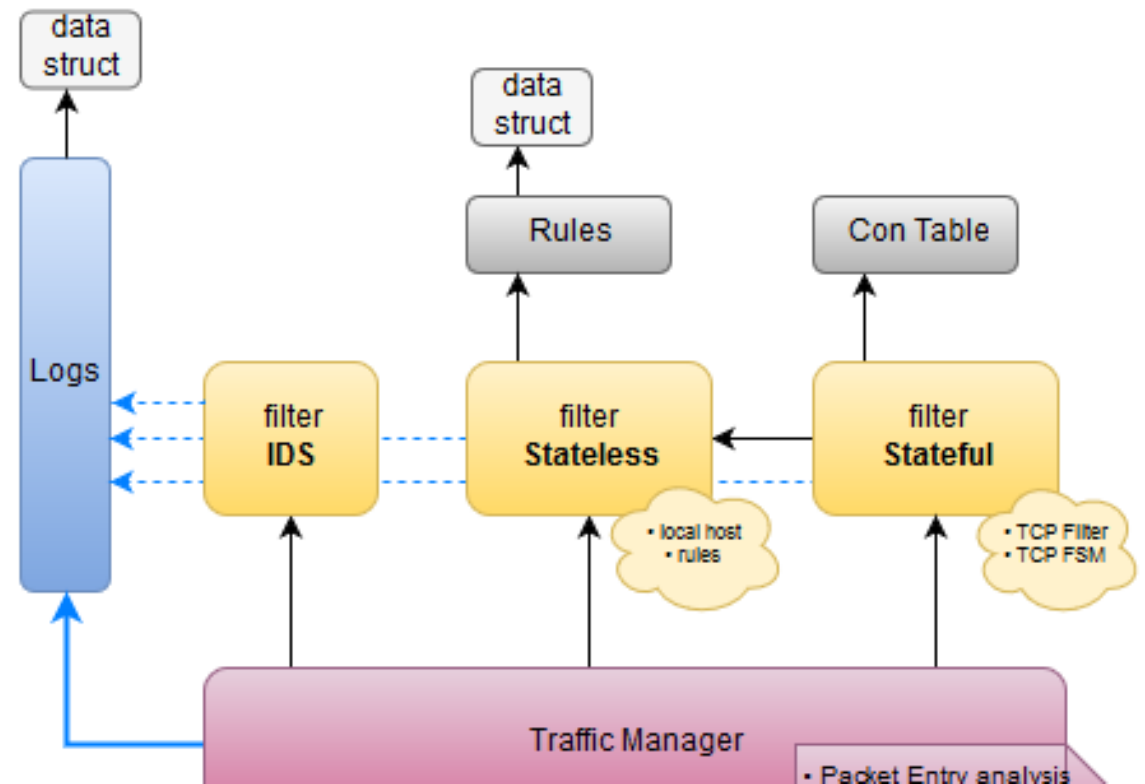 data
struct
data
struct
Rules
Con Table
Logs
filter
IDS
filter
Stateless
filter
Stateful
• local host
• rules
• TCP Filter
• TCP FSM
Traffic Manager
• Packet Entry analysis